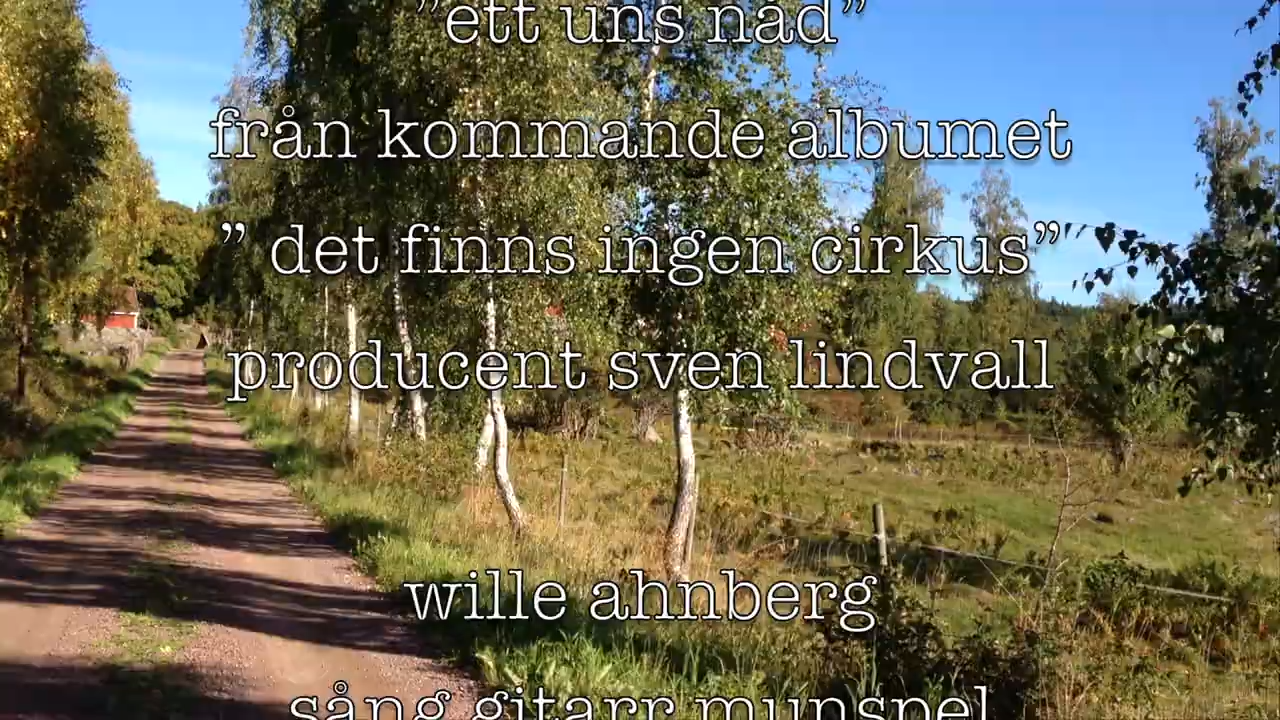 ”ett uns nåd”
från kommande albumet
” det finns ingen cirkus”
producent sven lindvall
wille ahnberg
sång gitarr munspel